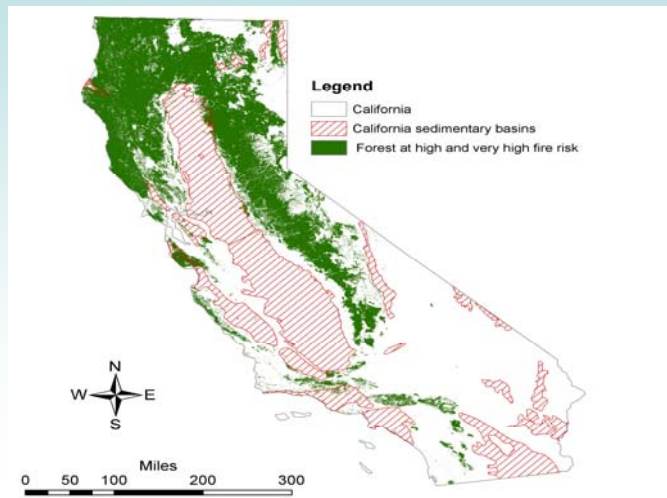 Legend
California
California sedimentary basins
Forest at high and very high fire risk
N
W E
S
Miles
0 50 100 200 300